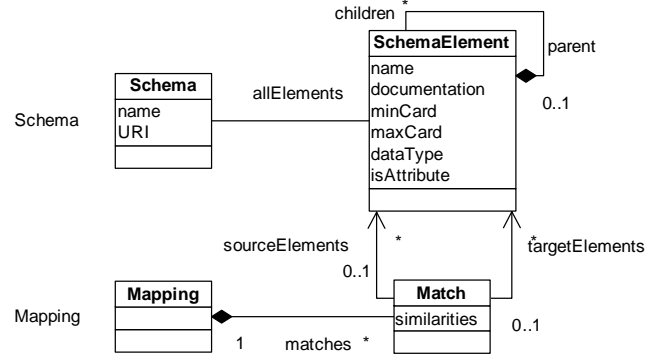 children *
SchemaElement
parent
name
documentation
minCard
maxCard
dataType
isAttribute
0..1
Schema
Schema
name
URI
allElements
sourceElements
*
*
targetElements
0..1
0..1
Mapping
Mapping
Match
similarities
1
matches *